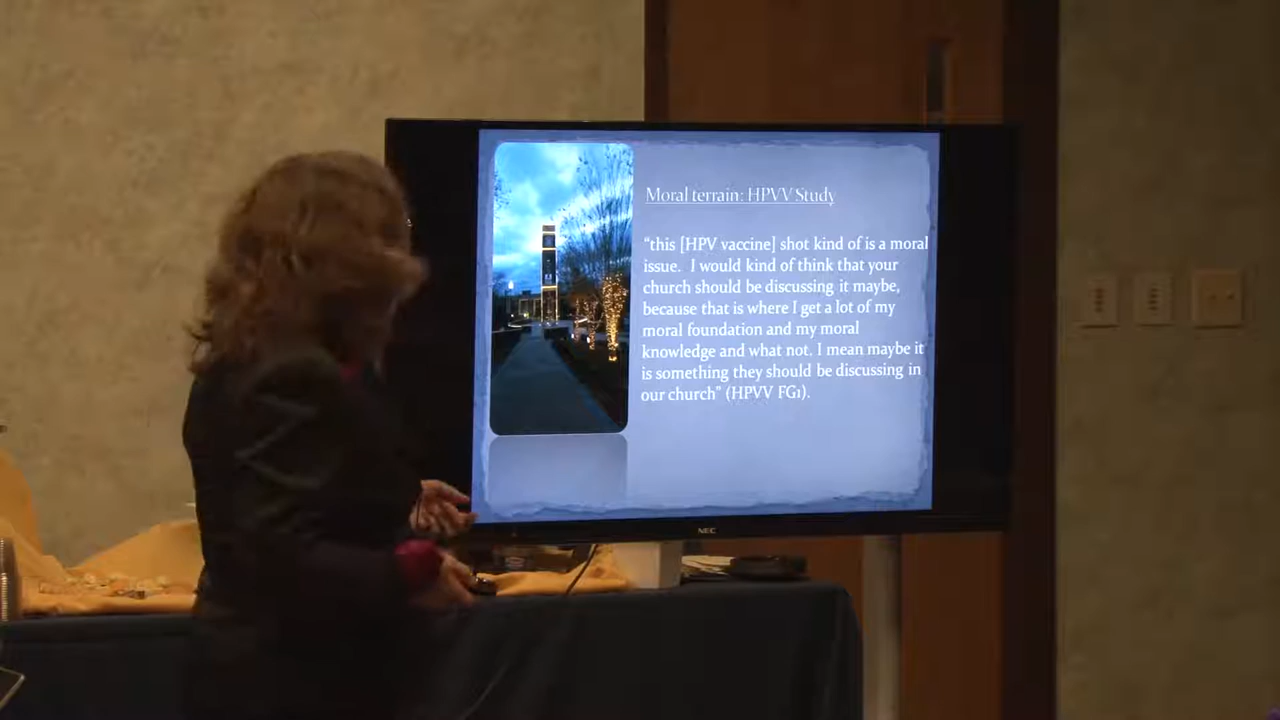 Moral terrain: HPVV Study
“this [HPV vaccine] shot kind of is a moral
issue.  I would kind of think that your
church should be discussing it maybe,
because that is where I get a lot of my
moral foundation and my moral
knowledge and what not. I mean maybe it
is something they should be discussing in
our church” (HPVV FG1).
NEC